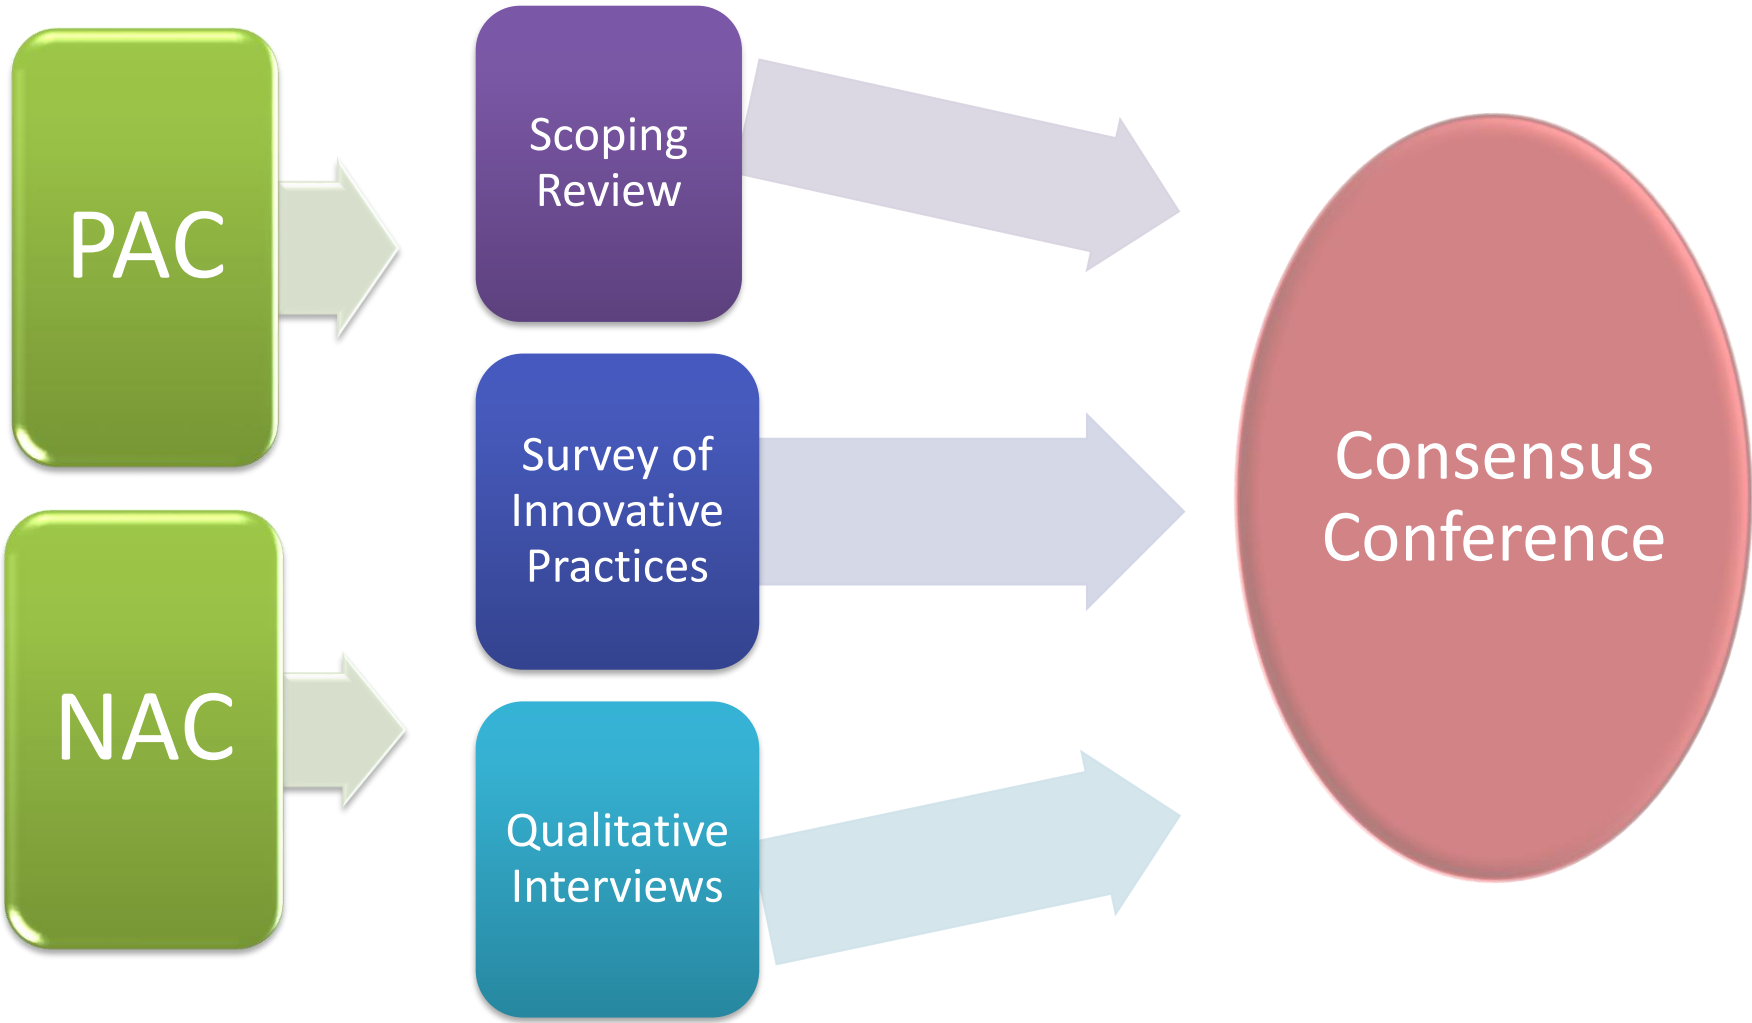 PAC
NAC
Scoping
Review
Survey of
Innovative
Practices
Qualitative
Interviews
Consensus
Conference